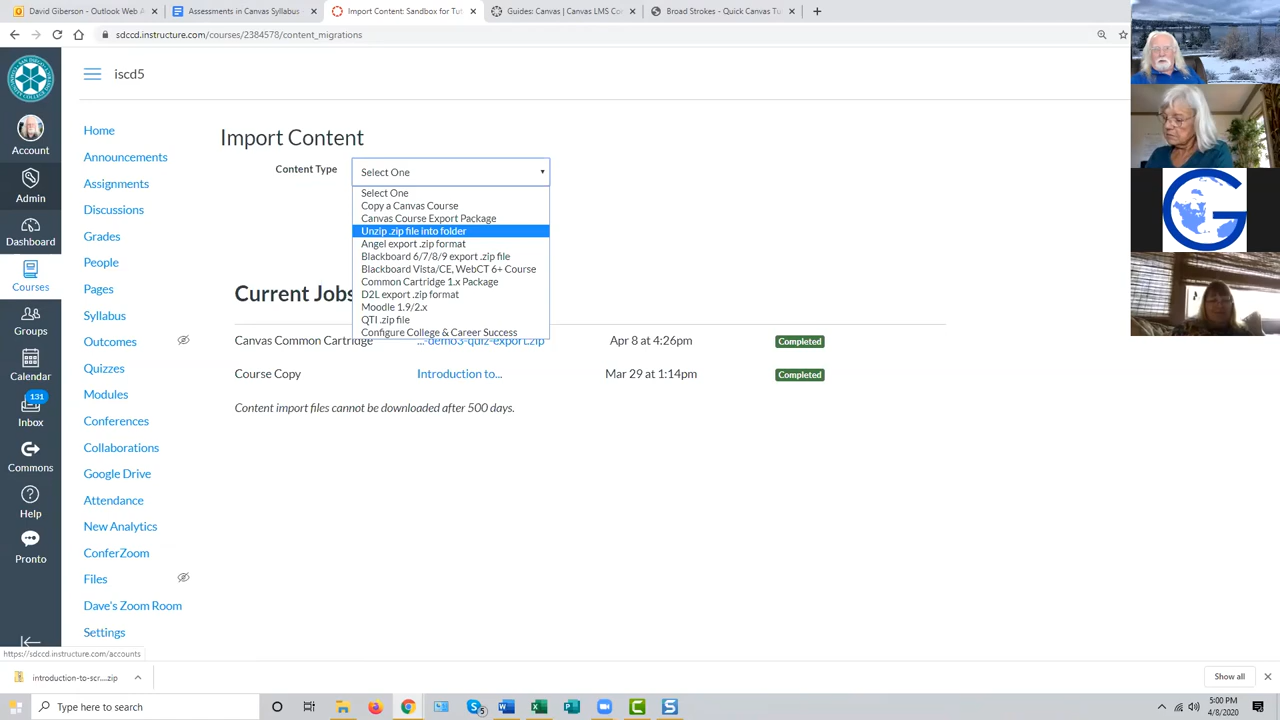 David Giberson - Outlook Web A
Assessments in Canvas Syllabus
Import Content: Sandbox for Tut
Guides: Canvas | Canvas LMS Co
Broad Strokes - Quick Canvas Tu
sdccd.instructure.com/courses/2384578/content_migrations
iscd5
Account
Admin
Dashboard
Courses
Groups
Calendar
131
Inbox
Commons
Help
Pronto
Home
Announcements
Assignments
Discussions
Grades
People
Pages
Syllabus
Outcomes
Quizzes
Modules
Conferences
Collaborations
Google Drive
Attendance
New Analytics
ConferZoom
Files
Dave's Zoom Room
Settings
Import Content
Content Type
Select One
Select One
Copy a Canvas Course
Canvas Course Export Package
Unzip .zip file into folder
Angel export .zip format
Blackboard 6/7/8/9 export .zip file
Blackboard Vista/CE, WebCT 6+ Course
Common Cartridge 1.x Package
D2L export .zip format
Moodle 1.9/2.x
QTI .zip file
Configure College & Career Success
Current Jobs
Canvas Common Cartridge ...-demo3-quiz-export.zip Apr 8 at 4:26pm Completed
Course Copy Introduction to... Mar 29 at 1:14pm Completed
Content import files cannot be downloaded after 500 days.
G
https://sdccd.instructure.com/accounts
introduction-to-scr....zip
Show all
Type here to search
5
5:00 PM
4/8/2020